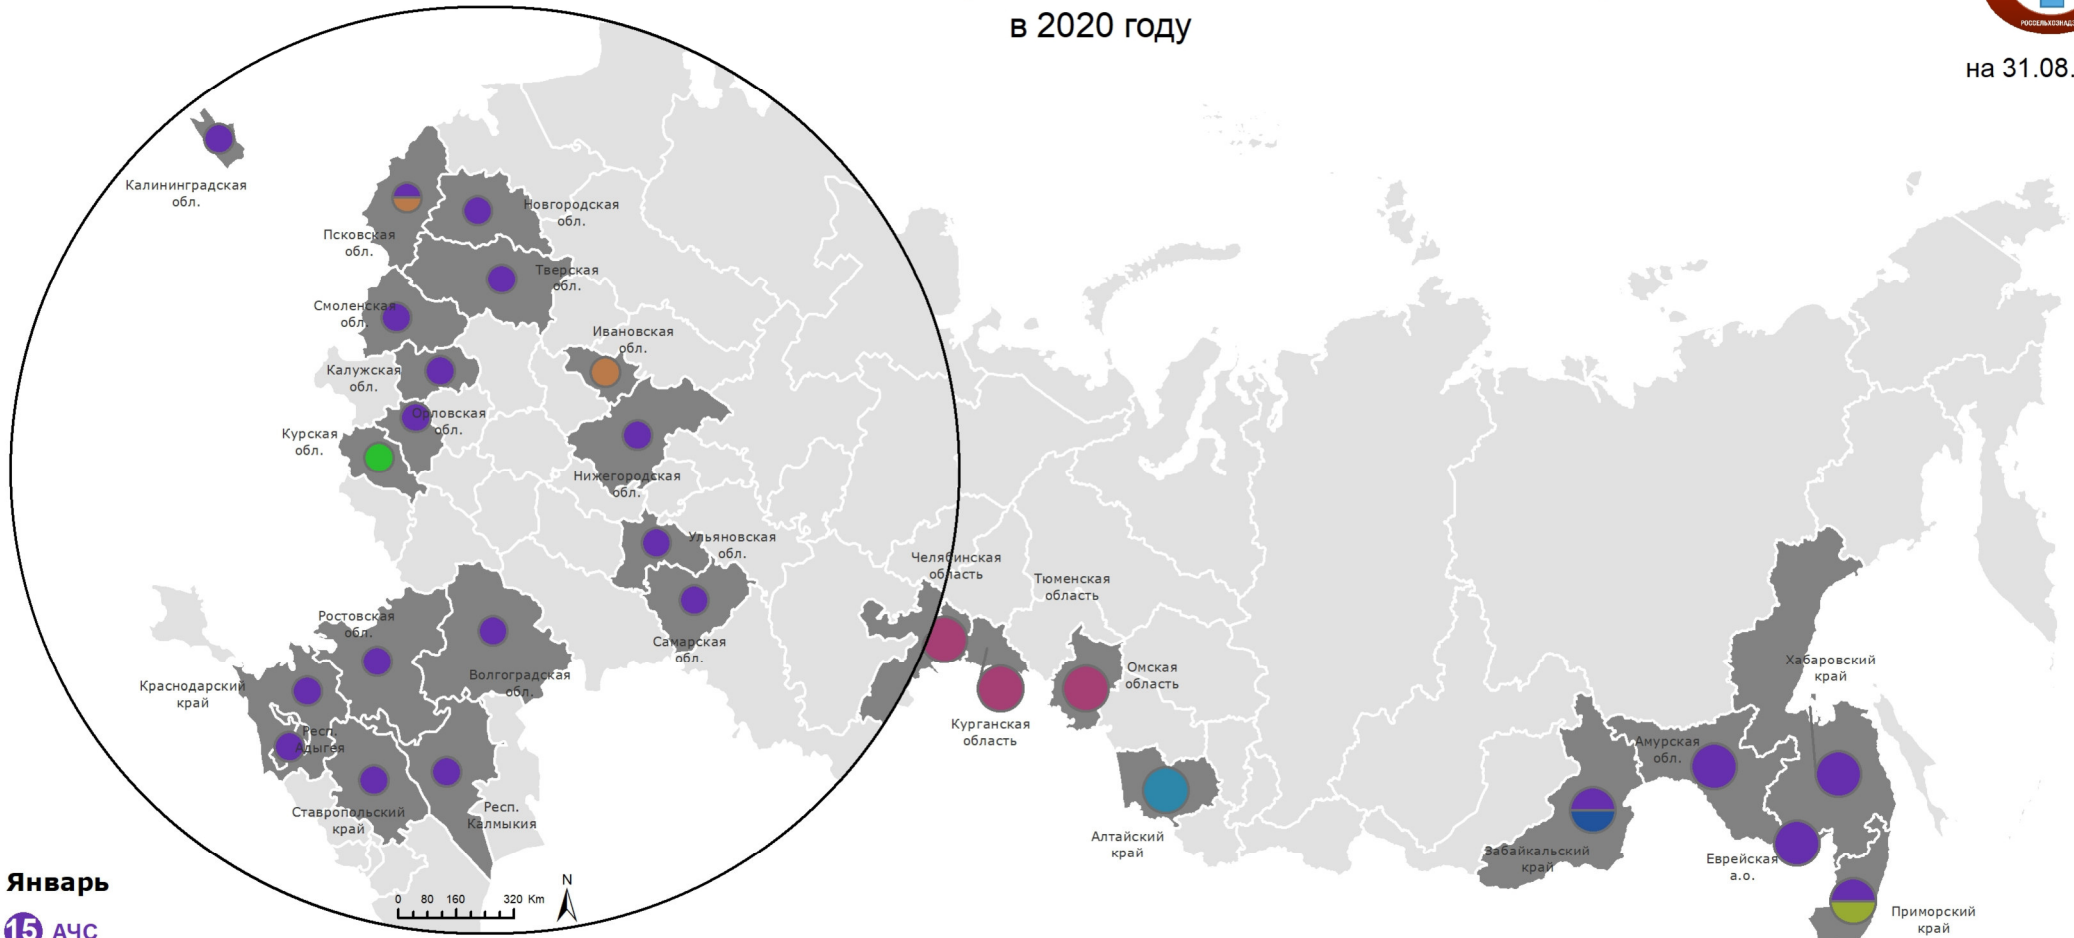 в 2020 году
РОССЕЛЬХОЗНАДЗ
на 31.08.
Калининградская
обл.
Псковская
обл.
Новгородская
обл.
Тверская
обл.
Смоленская
обл.
Ивановская
обл.
Калужская
обл.
Орловская
обл.
Курская
обл.
Нижегородская
обл.
Ульяновская
обл.
Челябинская
область
Тюменская
область
Ростовская
обл.
Самарская
обл.
Волгоградская
обл.
Омская
область
Хабаровский
край
Краснодарский
край
Курганская
область
Респ.
Адыгея
Амурская
обл.
Ставропольский
край
Респ.
Калмыкия
Алтайский
край
Забайкальский
край
Еврейская
а.о.
Приморский
край
N
0 80 160 320 Km
Январь
15 АЧС